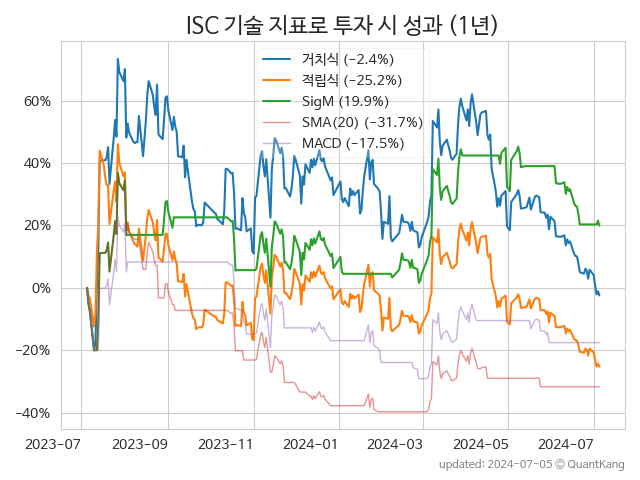 ISC 기술 지표로 투자 시 성과 (1년)
거치식 (−2.4%)
적립식 (−25.2%)
SigM (19.9%)
SMA(20) (−31.7%)
MACD (−17.5%)
60%
40%
20%
0%
−20%
−40%
2023−07
2023−09
2023−11
2024−01
2024−03
2024−05
2024−07
updated: 2024−07−05 ⓒ QuantKang